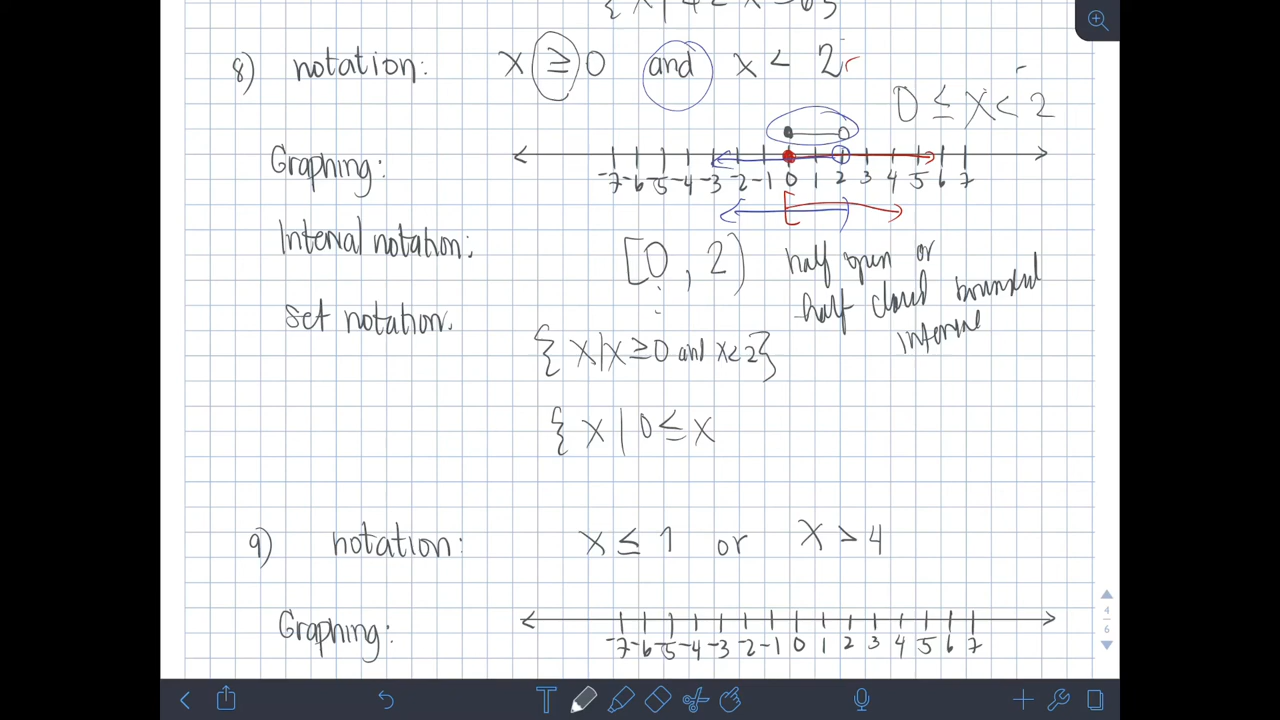 8) notation: x ≥ 0 and x < 2
0 ≤ x < 2
Graphing:
-7 -6 -5 -4 -3 -2 -1 0 1 2 3 4 5 6 7
Interval notation: [0, 2) half open or
half closed bounded
interval
set notation.
{ x | x ≥ 0 and x < 2 }
{ x | 0 ≤ x
9) notation: x ≤ 1 or x > 4
Graphing:
-7 -6 -5 -4 -3 -2 -1 0 1 2 3 4 5 6 7
4
6
T